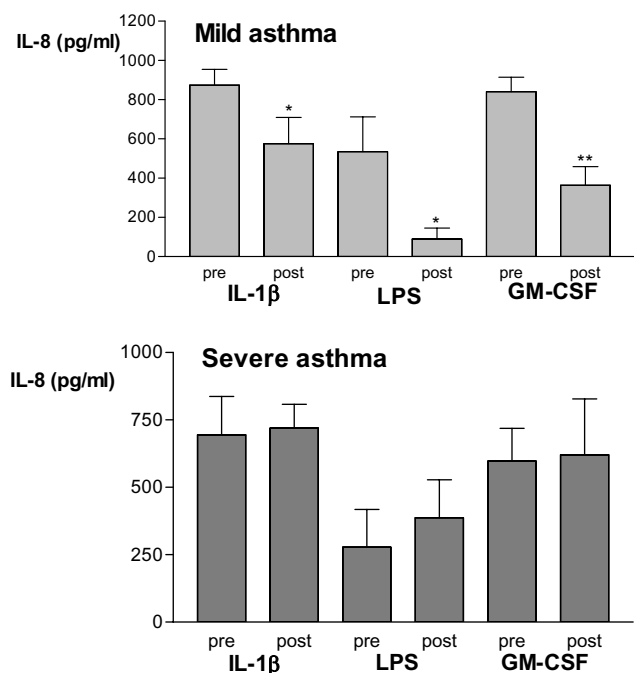 1200
IL-8 (pg/ml)
Mild asthma
1000
800
600
400
200
0
*
*
**
pre post pre post pre post
IL-1β LPS GM-CSF
1000
IL-8 (pg/ml)
Severe asthma
750
500
250
0
pre post pre post pre post
IL-1β LPS GM-CSF